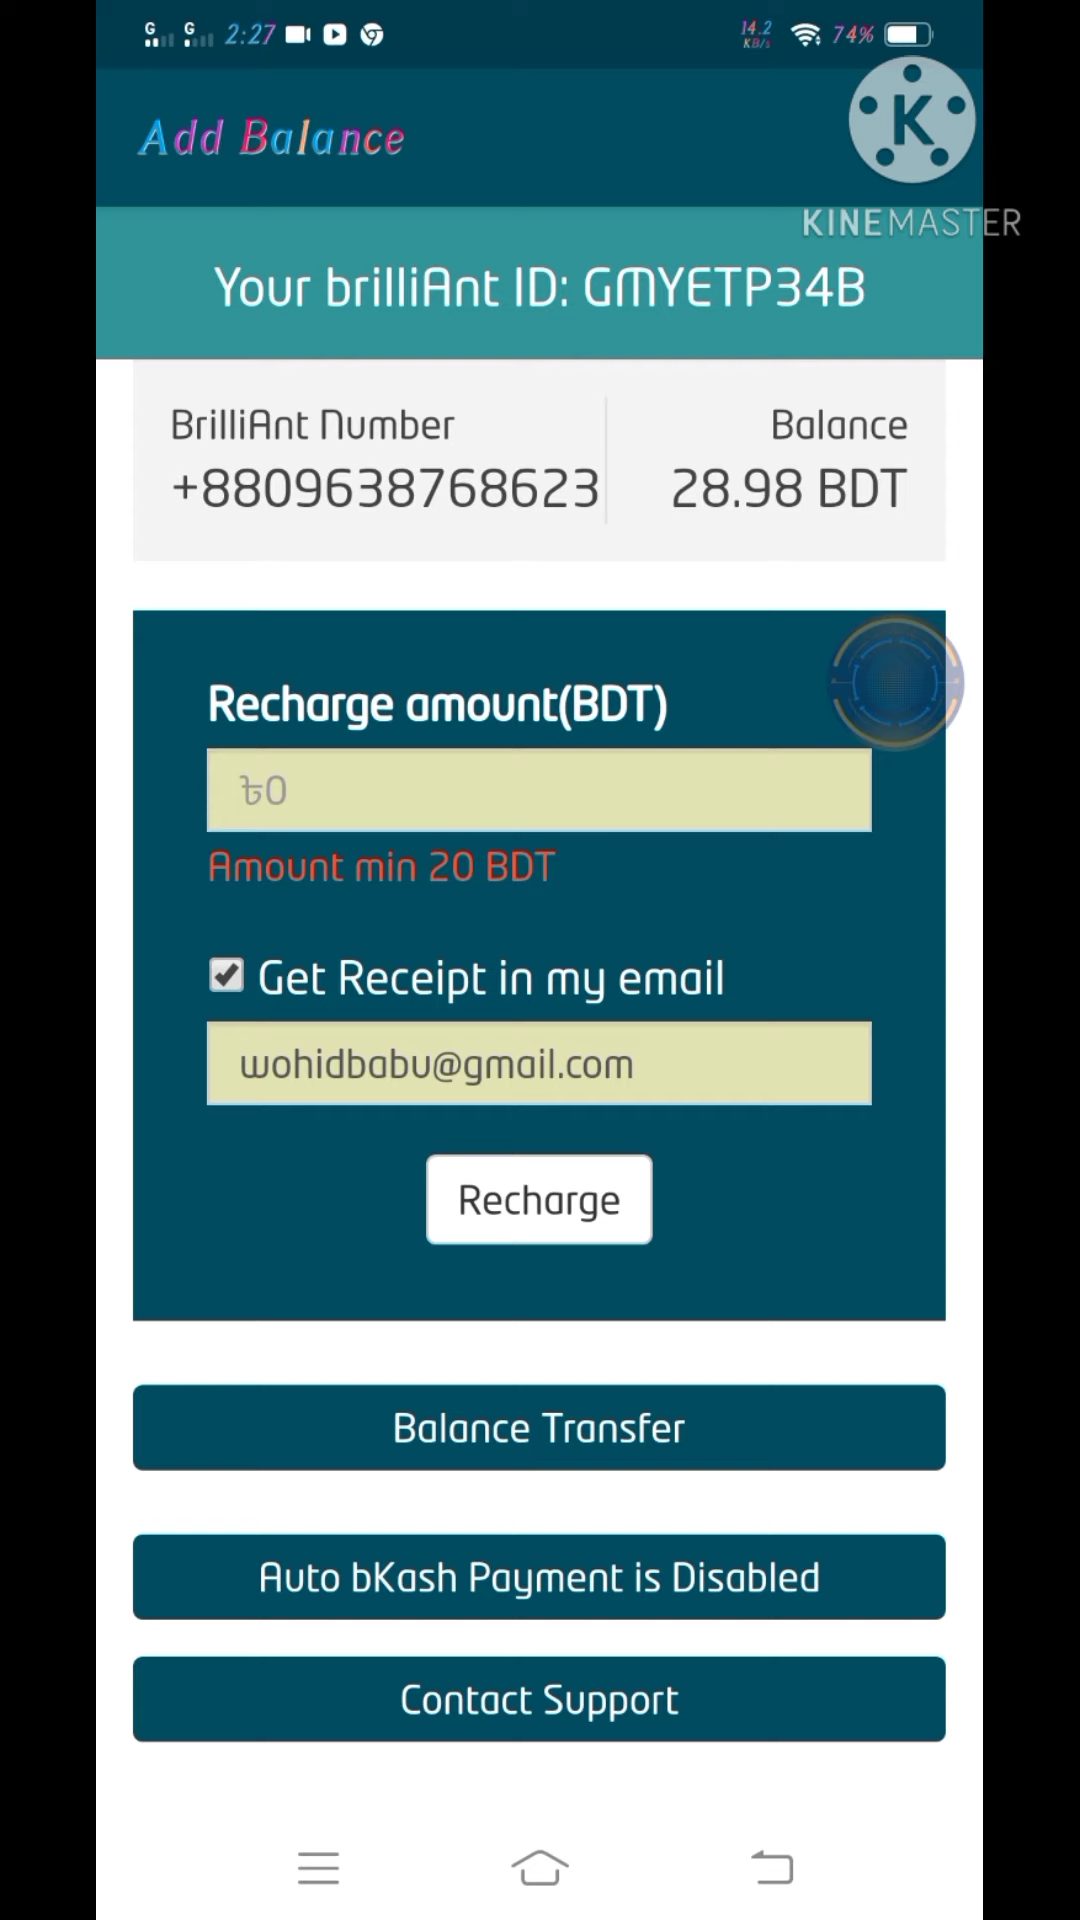 G G 2:27 14.2 KB/s 74%
Add Balance
K
KINEMASTER
Your brilliAnt ID: GMYETP34B
BrilliAnt Number Balance
+8809638768623 28.98 BDT
Recharge amount(BDT)
৳0
Amount min 20 BDT
Get Receipt in my email
wohidbabu@gmail.com
Recharge
Balance Transfer
Auto bKash Payment is Disabled
Contact Support